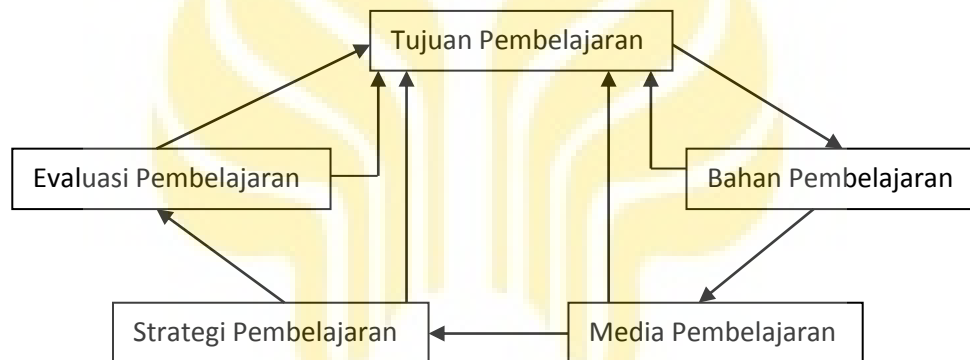 Tujuan Pembelajaran
Evaluasi Pembelajaran
Bahan Pembelajaran
Strategi Pembelajaran
Media Pembelajaran